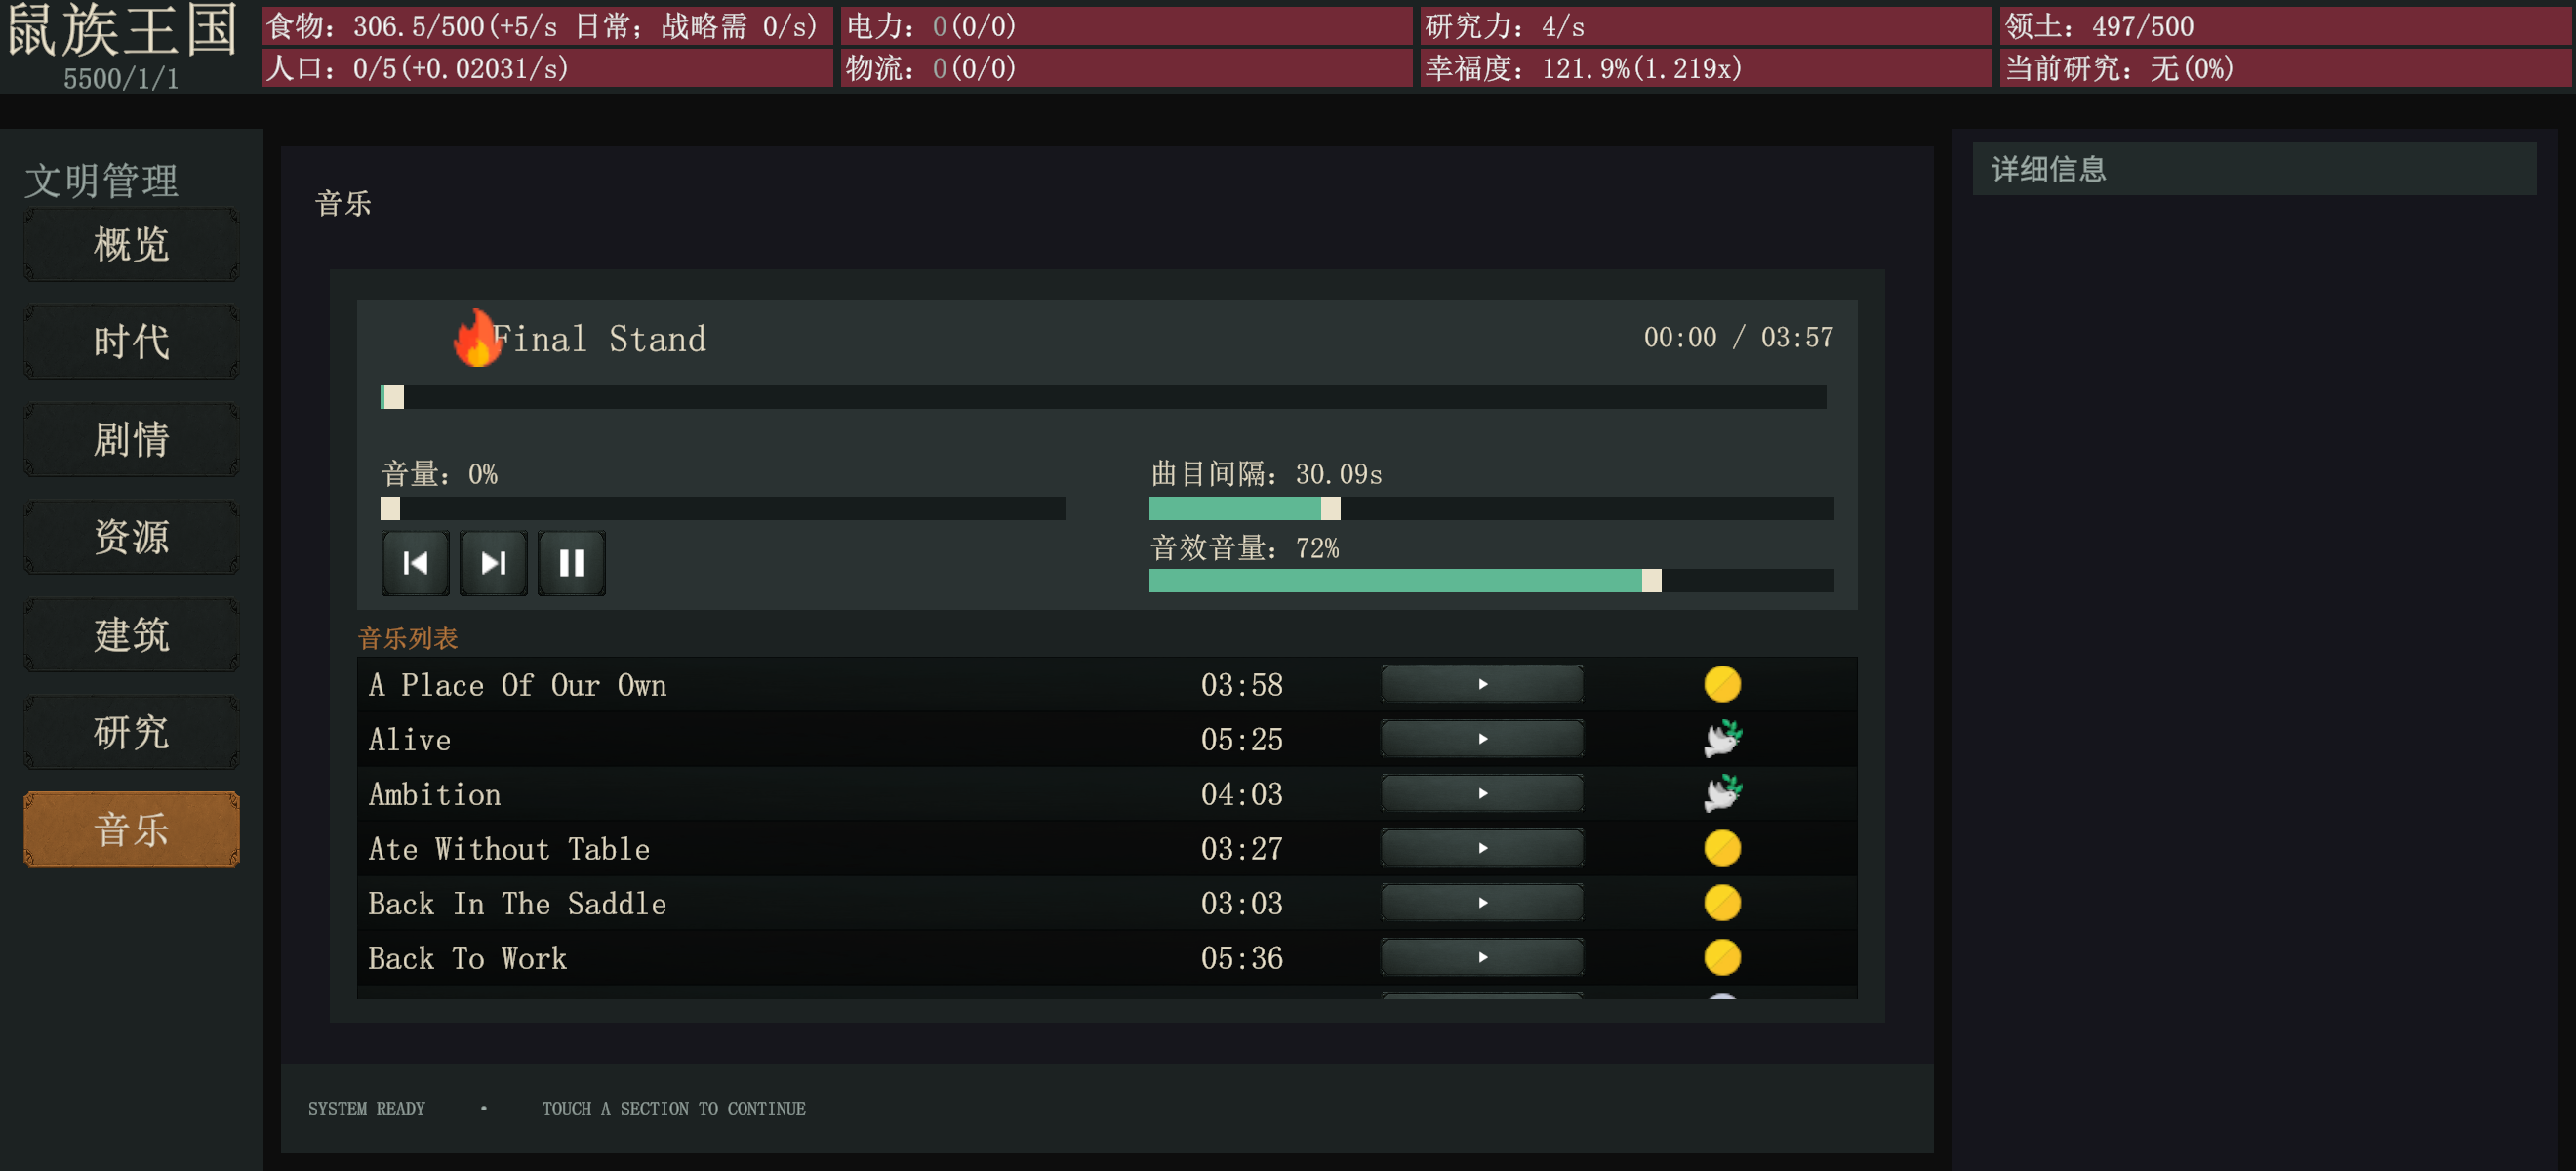 鼠族王国
5500/1/1
食物: 306.5/500(+5/s 日常; 战略需 0/s)
电力: 0(0/0)
研究力: 4/s
领土: 497/500
人口: 0/5(+0.02031/s)
物流: 0(0/0)
幸福度: 121.9%(1.219x)
当前研究: 无(0%)
文明管理
概览
时代
剧情
资源
建筑
研究
音乐
音乐
Final Stand
00:00 / 03:57
音量: 0%
曲目间隔: 30.09s
音效音量: 72%
音乐列表
A Place Of Our Own 03:58
Alive 05:25
Ambition 04:03
Ate Without Table 03:27
Back In The Saddle 03:03
Back To Work 05:36
SYSTEM READY • TOUCH A SECTION TO CONTINUE
详细信息